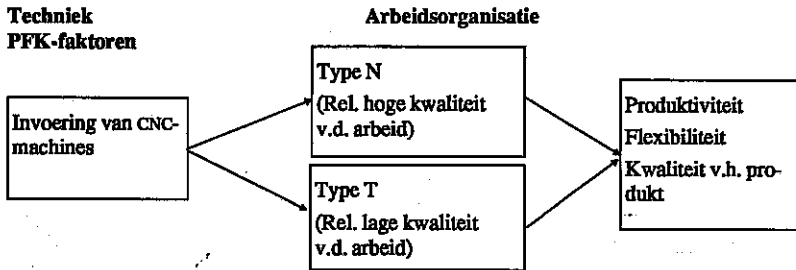 Techniek
PFK-faktoren
Arbeidsorganisatie
Invoering van CNC-
machines
Type N
(Rel. hoge kwaliteit
v.d. arbeid)
Type T
(Rel. lage kwaliteit
v.d. arbeid)
Produktiviteit
Flexibiliteit
Kwaliteit v.h. pro-
dukt